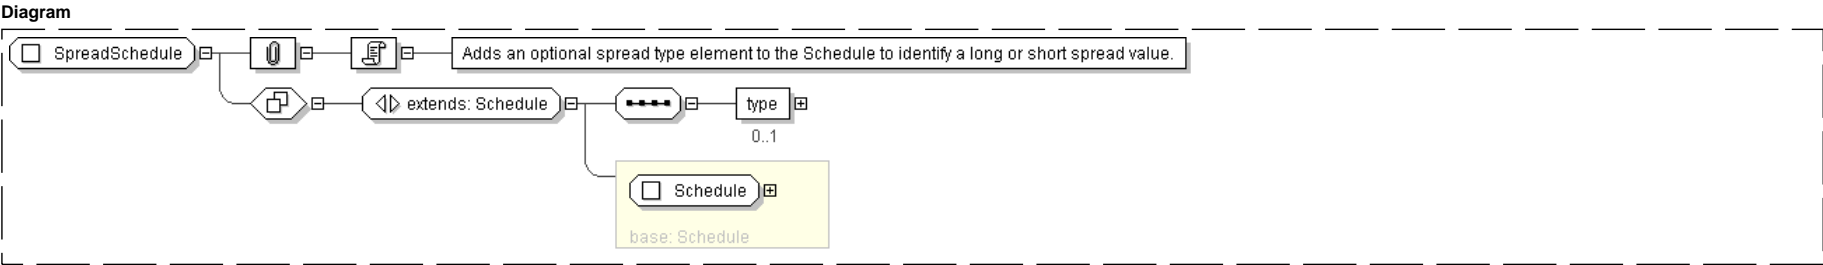 Diagram
SpreadSchedule
Adds an optional spread type element to the Schedule to identify a long or short spread value.
extends: Schedule
type
0..1
Schedule
base: Schedule